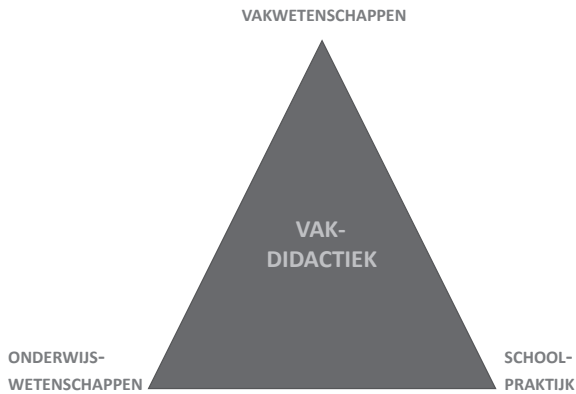 VAKWETENSCHAPPEN
VAK-
DIDACTIEK
ONDERWIJS-
WETENSCHAPPEN
SCHOOL-
PRAKTIJK